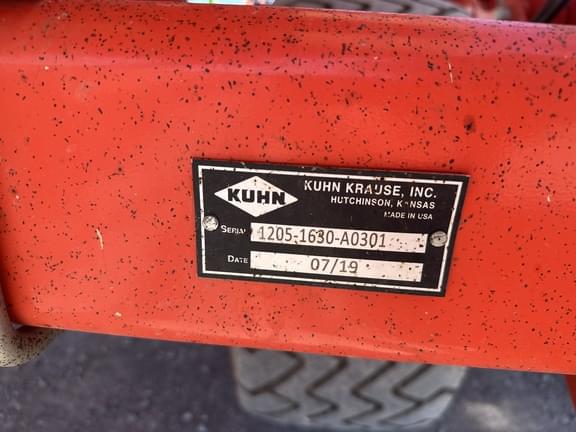 KUHN
KUHN KRAUSE, INC.
HUTCHINSON, KANSAS
MADE IN USA
SERIAL 1205-1630-A0301
DATE 07/19